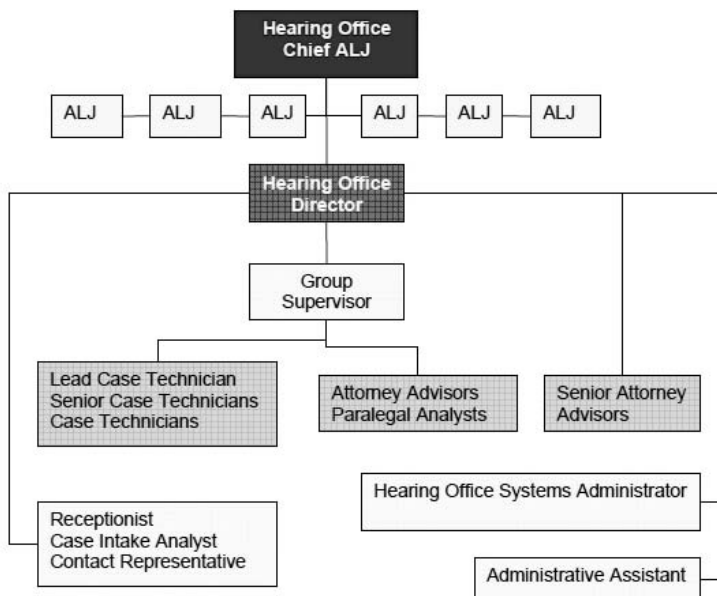 Hearing Office
Chief ALJ
ALJ
ALJ
ALJ
ALJ
ALJ
ALJ
Hearing Office
Director
Group
Supervisor
Lead Case Technician
Senior Case Technicians
Case Technicians
Attorney Advisors
Paralegal Analysts
Senior Attorney
Advisors
Hearing Office Systems Administrator
Receptionist
Case Intake Analyst
Contact Representative
Administrative Assistant